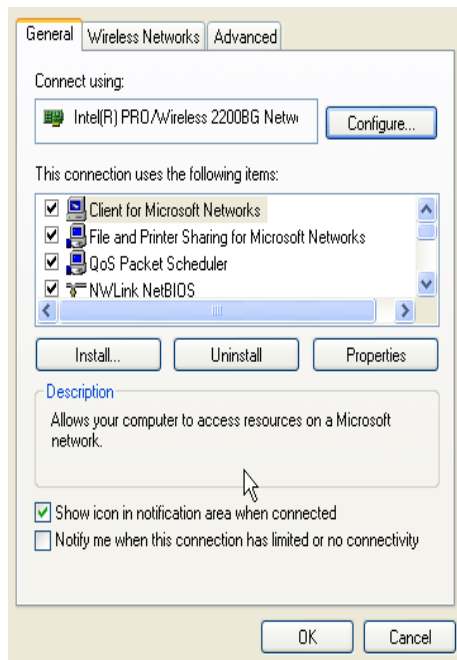 General
Wireless Networks
Advanced
Connect using:
Intel(R) PRO/Wireless 2200BG Netw
Configure...
This connection uses the following items:
Client for Microsoft Networks
File and Printer Sharing for Microsoft Networks
QoS Packet Scheduler
NWLink NetBIOS
Install...
Uninstall
Properties
Description
Allows your computer to access resources on a Microsoft
network.
Show icon in notification area when connected
Notify me when this connection has limited or no connectivity
OK
Cancel